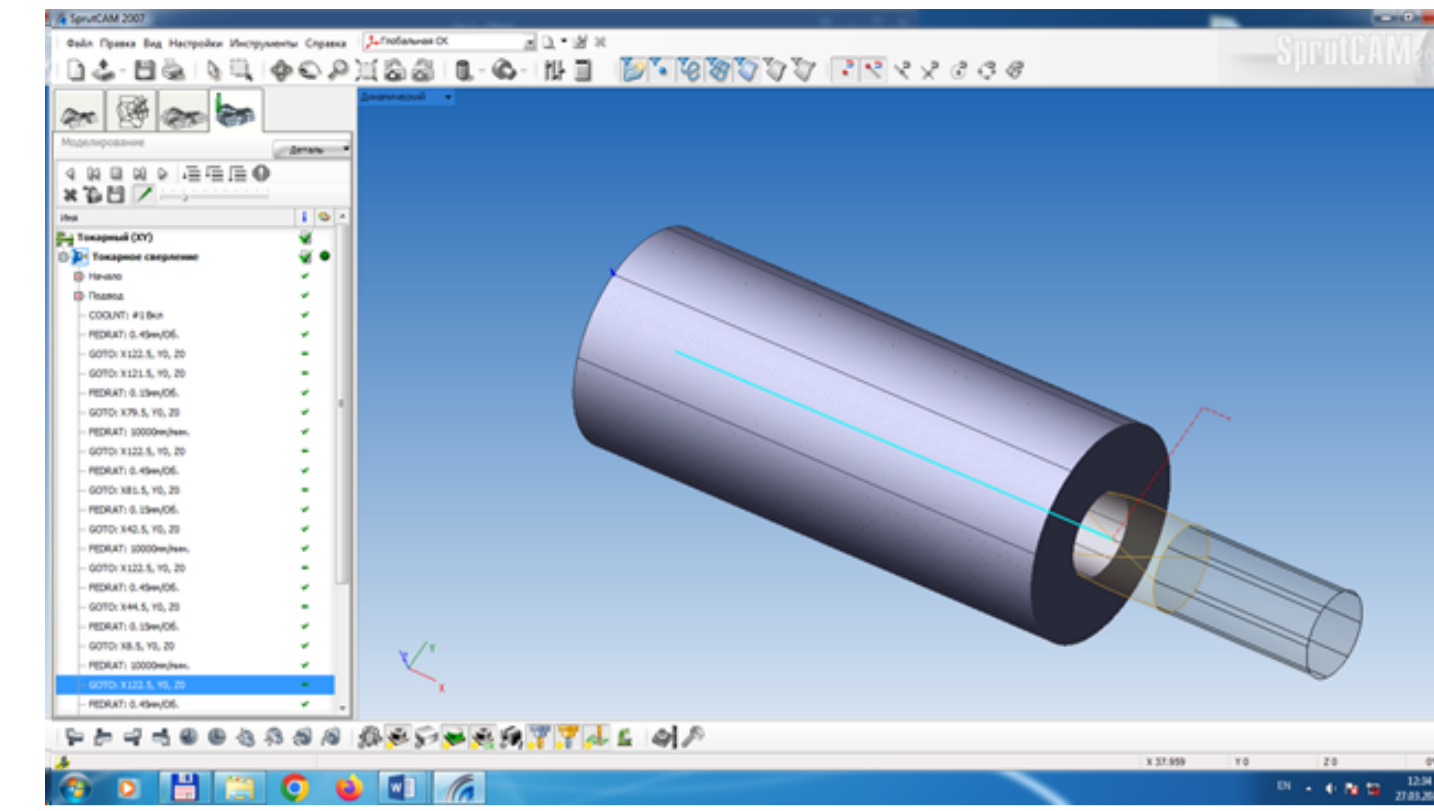 SprutCAM 2007
Файл Правка Вид Настройки Инструменты Справка
Глобальная СК
SprutCAM
Динамический
Моделирование
Деталь
Имя
Токарный (XY)
Токарное сверление
Начало
Подвод
COOLNT: #1 Вкл
FEDRAT: 0.45мм/Об.
GOTO: X122.5, Y0, Z0
GOTO: X121.5, Y0, Z0
FEDRAT: 0.15мм/Об.
GOTO: X79.5, Y0, Z0
FEDRAT: 10000мм/мин.
GOTO: X122.5, Y0, Z0
FEDRAT: 0.45мм/Об.
GOTO: X81.5, Y0, Z0
FEDRAT: 0.15мм/Об.
GOTO: X42.5, Y0, Z0
FEDRAT: 10000мм/мин.
GOTO: X122.5, Y0, Z0
FEDRAT: 0.45мм/Об.
GOTO: X44.5, Y0, Z0
FEDRAT: 0.15мм/Об.
GOTO: X8.5, Y0, Z0
FEDRAT: 10000мм/мин.
GOTO: X122.5, Y0, Z0
FEDRAT: 0.45мм/Об.
Z Y
X
X 37.959 Y 0 Z 0
EN
12:34
27.03.20